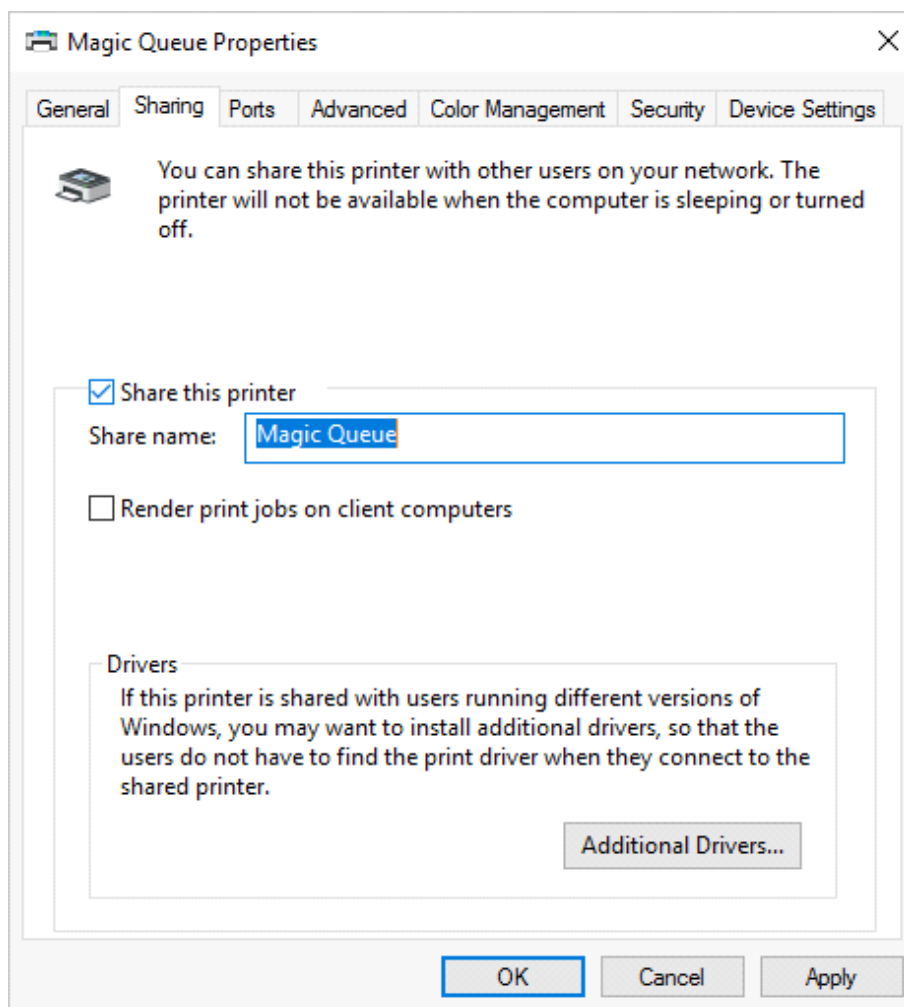 Magic Queue Properties
General Sharing Ports Advanced Color Management Security Device Settings
You can share this printer with other users on your network. The
printer will not be available when the computer is sleeping or turned
off.
Share this printer
Share name: Magic Queue
Render print jobs on client computers
Drivers
If this printer is shared with users running different versions of
Windows, you may want to install additional drivers, so that the
users do not have to find the print driver when they connect to the
shared printer.
Additional Drivers...
OK Cancel Apply